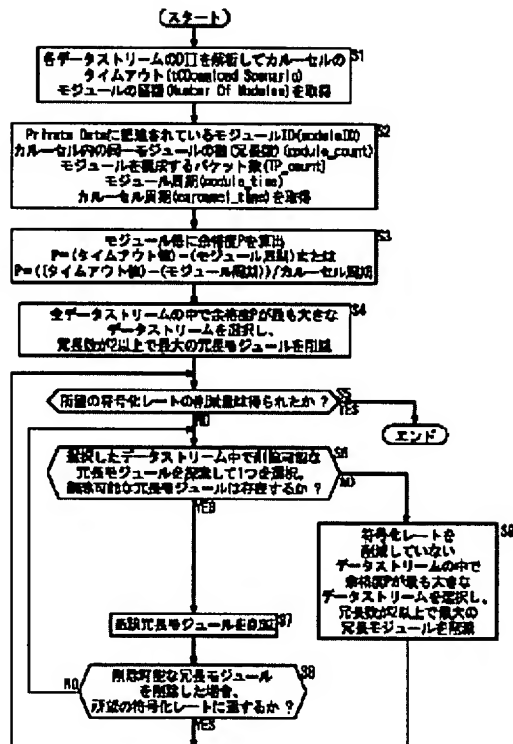 スタート
S1
各データストリームのDIIを解析してカルーセルの
タイムアウト(tCDownload Scenario)
モジュールの個数(Number Of Modules)を取得
S2
Private Dataに記述されているモジュールID(moduleID)
カルーセル内の同一モジュールの個(冗長数)(module_count)
モジュールを構成するパケット数(TP_count)
モジュール周期(module_time)
カルーセル周期(carousel_time)を取得
S3
モジュール毎に余裕度Pを算出
P=(タイムアウト値)-(モジュール周期)または
P=((タイムアウト値)-(モジュール周期))/カルーセル周期
S4
全データストリームの中で余裕度Pが最も大きな
データストリームを選択し、
冗長数が2以上で最大の冗長モジュールを削減
所望の符号化レートの削減量は得られたか?
S5
YES
NO
エンド
選択したデータストリーム中で削除可能な
冗長モジュールを探索して1つを選択。
削除可能な冗長モジュールは存在するか?
S6
NO
YES
S9
符号化レートを
削減していない
データストリームの中で
余裕度Pが最も大きな
データストリームを選択し、
冗長数が2以上で最大の
冗長モジュールを削減
当該冗長モジュールを削除
S7
削除可能な冗長モジュール
を削除した場合、
所望の符号化レートに達するか?
S8
NO
YES